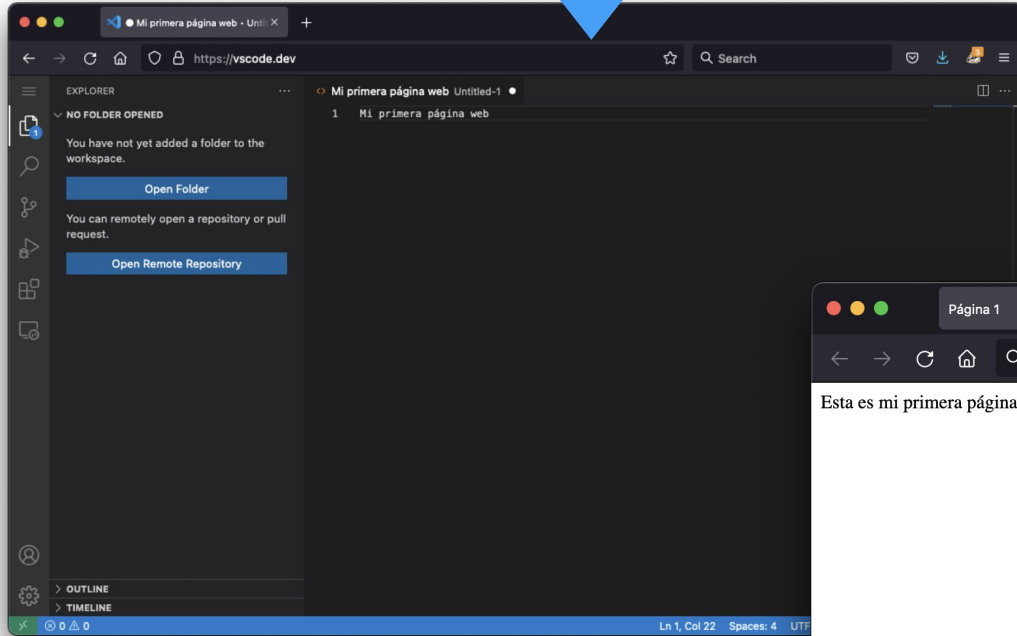 Mi primera página web • Unti
https://vscode.dev
Search
3
EXPLORER
NO FOLDER OPENED
You have not yet added a folder to the
workspace.
Open Folder
You can remotely open a repository or pull
request.
Open Remote Repository
1
OUTLINE
TIMELINE
Mi primera página web Untitled-1
1 Mi primera página web
0 0
Ln 1, Col 22 Spaces: 4 UTF
Página 1
Esta es mi primera página